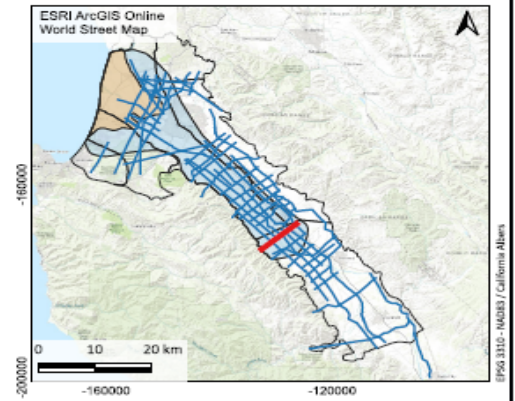 ESRI ArcGIS Online
World Street Map
-160000
-200000
EPSG 3310 - NAD83 / California Albers
0 10 20 km
-160000 -120000